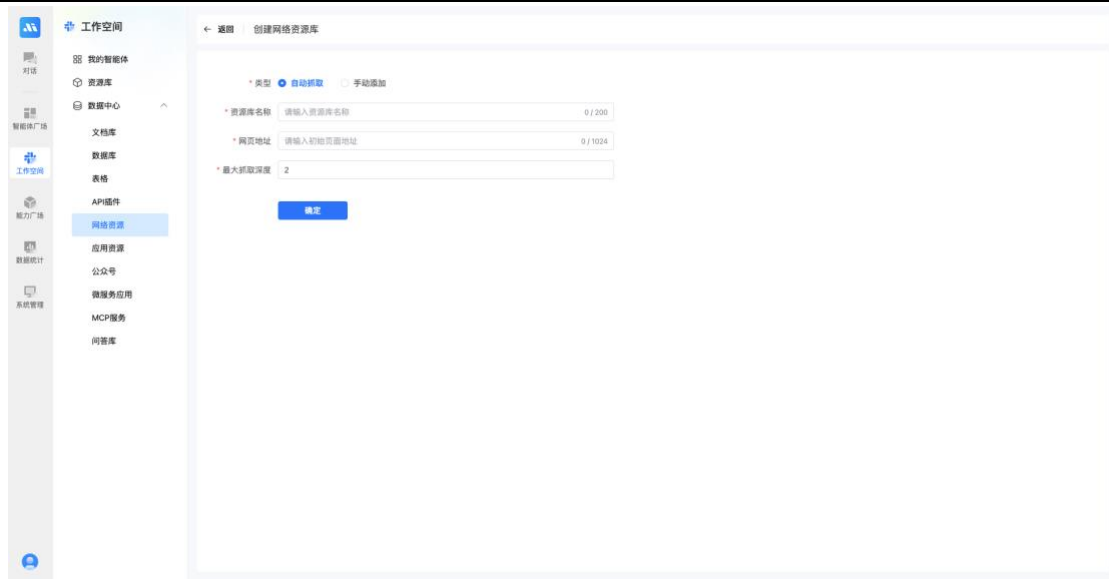 对话
智能体广场
工作空间
能力广场
数据统计
系统管理
工作空间
我的智能体
资源库
数据中心
文档库
数据库
表格
API插件
网络资源
应用资源
公众号
微服务应用
MCP服务
问答库
← 返回 创建网络资源库
* 类型 自动抓取 手动添加
* 资源库名称 请输入资源库名称 0 / 200
* 网页地址 请输入初始页面地址 0 / 1024
* 最大抓取深度 2
确定